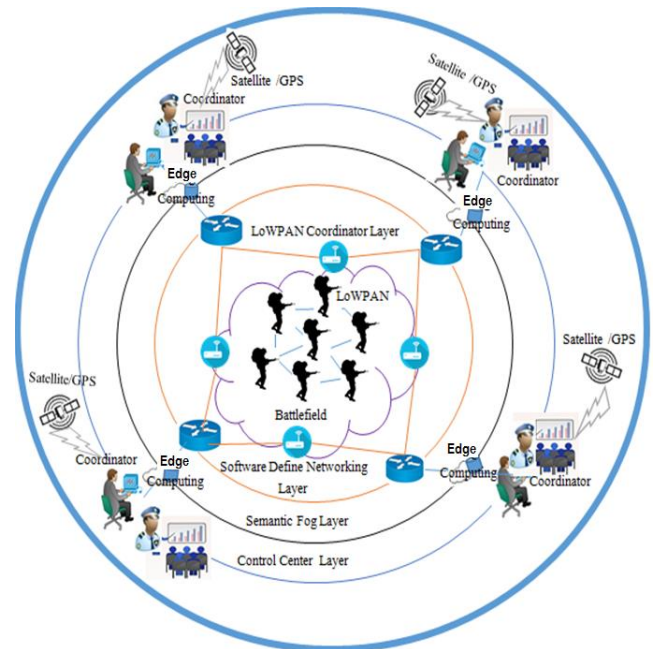 Satellite /GPS
Satellite /GPS
Coordinator
Coordinator
Edge
Computing
Edge
Computing
LoWPAN Coordinator Layer
LoWPAN
Satellite /GPS
Satellite/GPS
Battlefield
Coordinator
Edge
Computing
Edge
Computing
Coordinator
Software Define Networking
Layer
Semantic Fog Layer
Control Center Layer